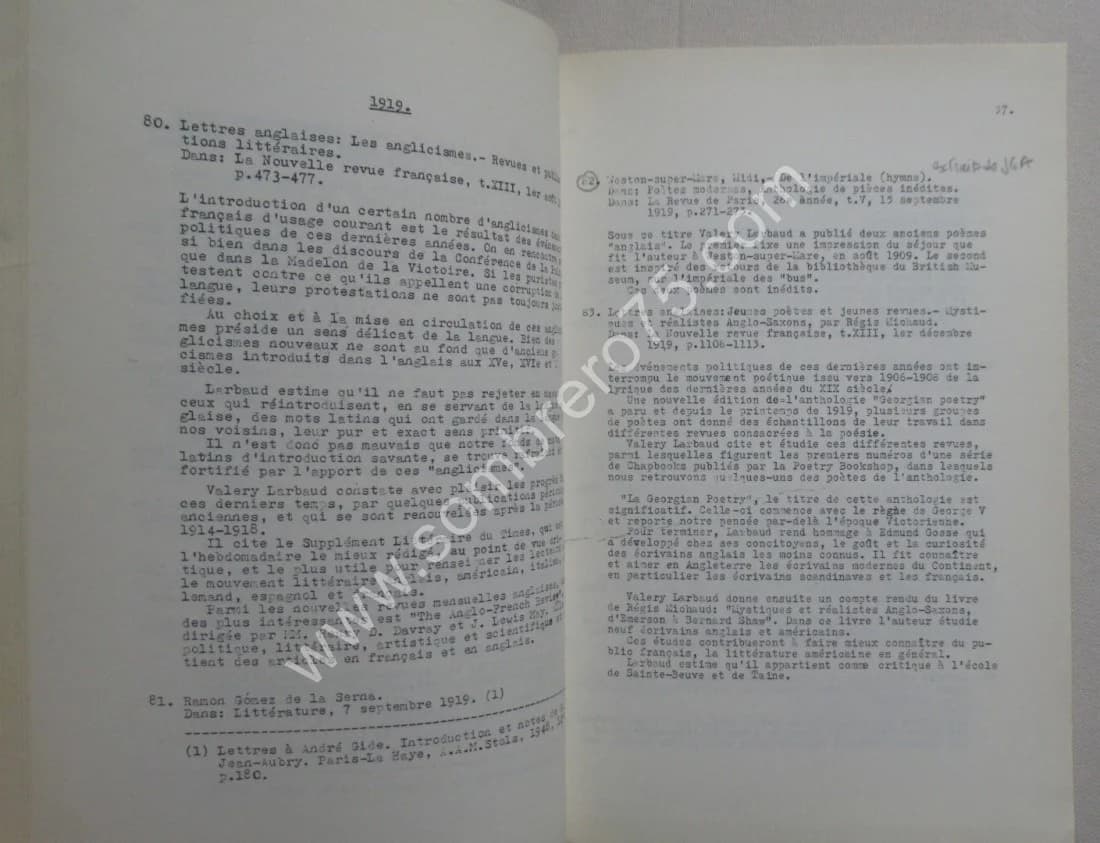 1919.
80. Lettres anglaises: Les anglicismes.- Revues et
tions littéraires.
Dans: La Nouvelle revue française, t.XIII, 1er
p.473-477.
L'introduction d'un certain nombre d'anglicismes
français d'usage courant est le résultat des
politiques de ces dernières années. On en
si bien dans les discours de la Conférence de la
que dans la Madelon de la Victoire. Si les puristes
testent contre ce qu'ils appellent une corruption
langue, leurs protestations ne sont pas toujours
fiées.
Au choix et à la mise en circulation de ces
mes préside un sens délicat de la langue. Bien des
glicismes nouveaux ne sont au fond que d'anciens
cismes introduits dans l'anglais aux XVe, XVIe et
siècle.
Larbaud estime qu'il ne faut pas rejeter en
ceux qui réintroduisent, en se servant de la
glaise, des mots latins qui ont gardé dans la
nos voisins, leur pur et exact sens
Il n'est donc pas mauvais que notre
latins d'introduction savante, se
fortifié par l'apport de ces
Valery Larbaud constate avec plaisir les progrès
ces derniers temps, par quelques publications
anciennes, et qui se sont renouvelées après la
1914-1918.
Il cite le Supplément Littéraire du Times, qui
l'hebdomadaire le mieux rédigé, au point de vue
tique, et le plus utile pour renseigner les
le mouvement littéraire américain, italien,
lemand, espagnol et
Parmi les nouvelles revues mensuelles anglaises,
des plus intéressantes est "The Anglo-French Review",
dirigée par MM. D. Davray et J. Lewis May,
politique, littéraire, artistique et scientifique
tient des articles en français et en anglais.
81. Ramon Gómez de la Serna.
Dans: Littérature, 7 septembre 1919. (1)
(1) Lettres à André Gide. Introduction et notes de
Jean-Aubry. Paris-La Haye, A.A.M.Stols, 1948,
p.180.
27.
82. Weston-super-Mare, Midi,- De l'impériale (hymns).
Dans: Poètes modernes, anthologie de pièces inédites.
Dans: La Revue de Paris, 26e année, t.V, 15 septembre
1919, p.271-
Sous ce titre Valery Larbaud a publié deux anciens poèmes
"anglais". Le premier fixe une impression du séjour que
fit l'auteur à Weston-super-Mare, en août 1909. Le second
est inspiré des tours de la bibliothèque du British Mu-
seum, sur l'impériale des "bus".
Ces deux poèmes sont inédits.
83. Lettres anglaises: Jeunes poètes et jeunes revues.- Mysti-
ques et réalistes Anglo-Saxons, par Régis Michaud.
Dans: La Nouvelle revue française, t.XIII, 1er décembre
1919, p.1106-1113.
Les événements politiques de ces dernières années ont in-
terrompu le mouvement poétique issu vers 1906-1908 de la
lyrique des dernières années du XIX siècle.
Une nouvelle édition de l'anthologie "Georgian poetry"
a paru et depuis le printemps de 1919, plusieurs groupes
de poètes ont donné des échantillons de leur travail dans
différentes revues consacrées à la poésie.
Valery Larbaud cite et étudie ces différentes revues,
parmi lesquelles figurent les premiers numéros d'une série
de Chapbooks publiés par la Poetry Bookshop, dans lesquels
nous retrouvons quelques-uns des poètes de l'anthologie.
"La Georgian Poetry", le titre de cette anthologie est
significatif. Celle-ci commence avec le règne de George V
et reporte notre pensée par-delà l'époque Victorienne.
Pour terminer, Larbaud rend hommage à Edmund Gosse qui
a développé chez ses concitoyens, le goût et la curiosité
des écrivains anglais les moins connus. Il fit connaître
et aimer en Angleterre les écrivains modernes du Continent,
en particulier les écrivains scandinaves et les français.
Valery Larbaud donne ensuite un compte rendu du livre
de Régis Michaud: "Mystiques et réalistes Anglo-Saxons,
d'Emerson à Bernard Shaw". Dans ce livre l'auteur étudie
neuf écrivains anglais et américains.
Ces études contribueront à faire mieux connaître du pu-
blic français, la littérature américaine en général.
Larbaud estime qu'il appartient comme critique à l'école
de Sainte-Beuve et de Taine.
www.sombrero75.com